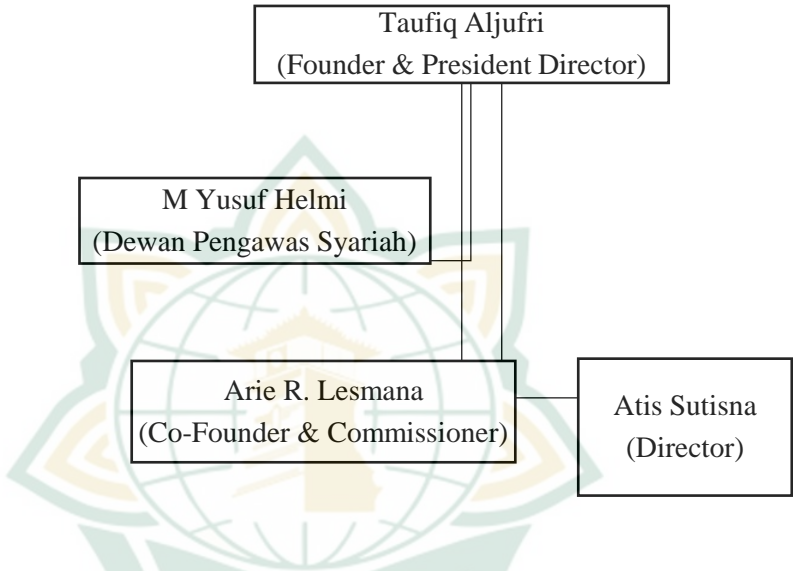 Taufiq Aljufri
(Founder & President Director)
M Yusuf Helmi
(Dewan Pengawas Syariah)
Arie R. Lesmana
(Co-Founder & Commissioner)
Atis Sutisna
(Director)